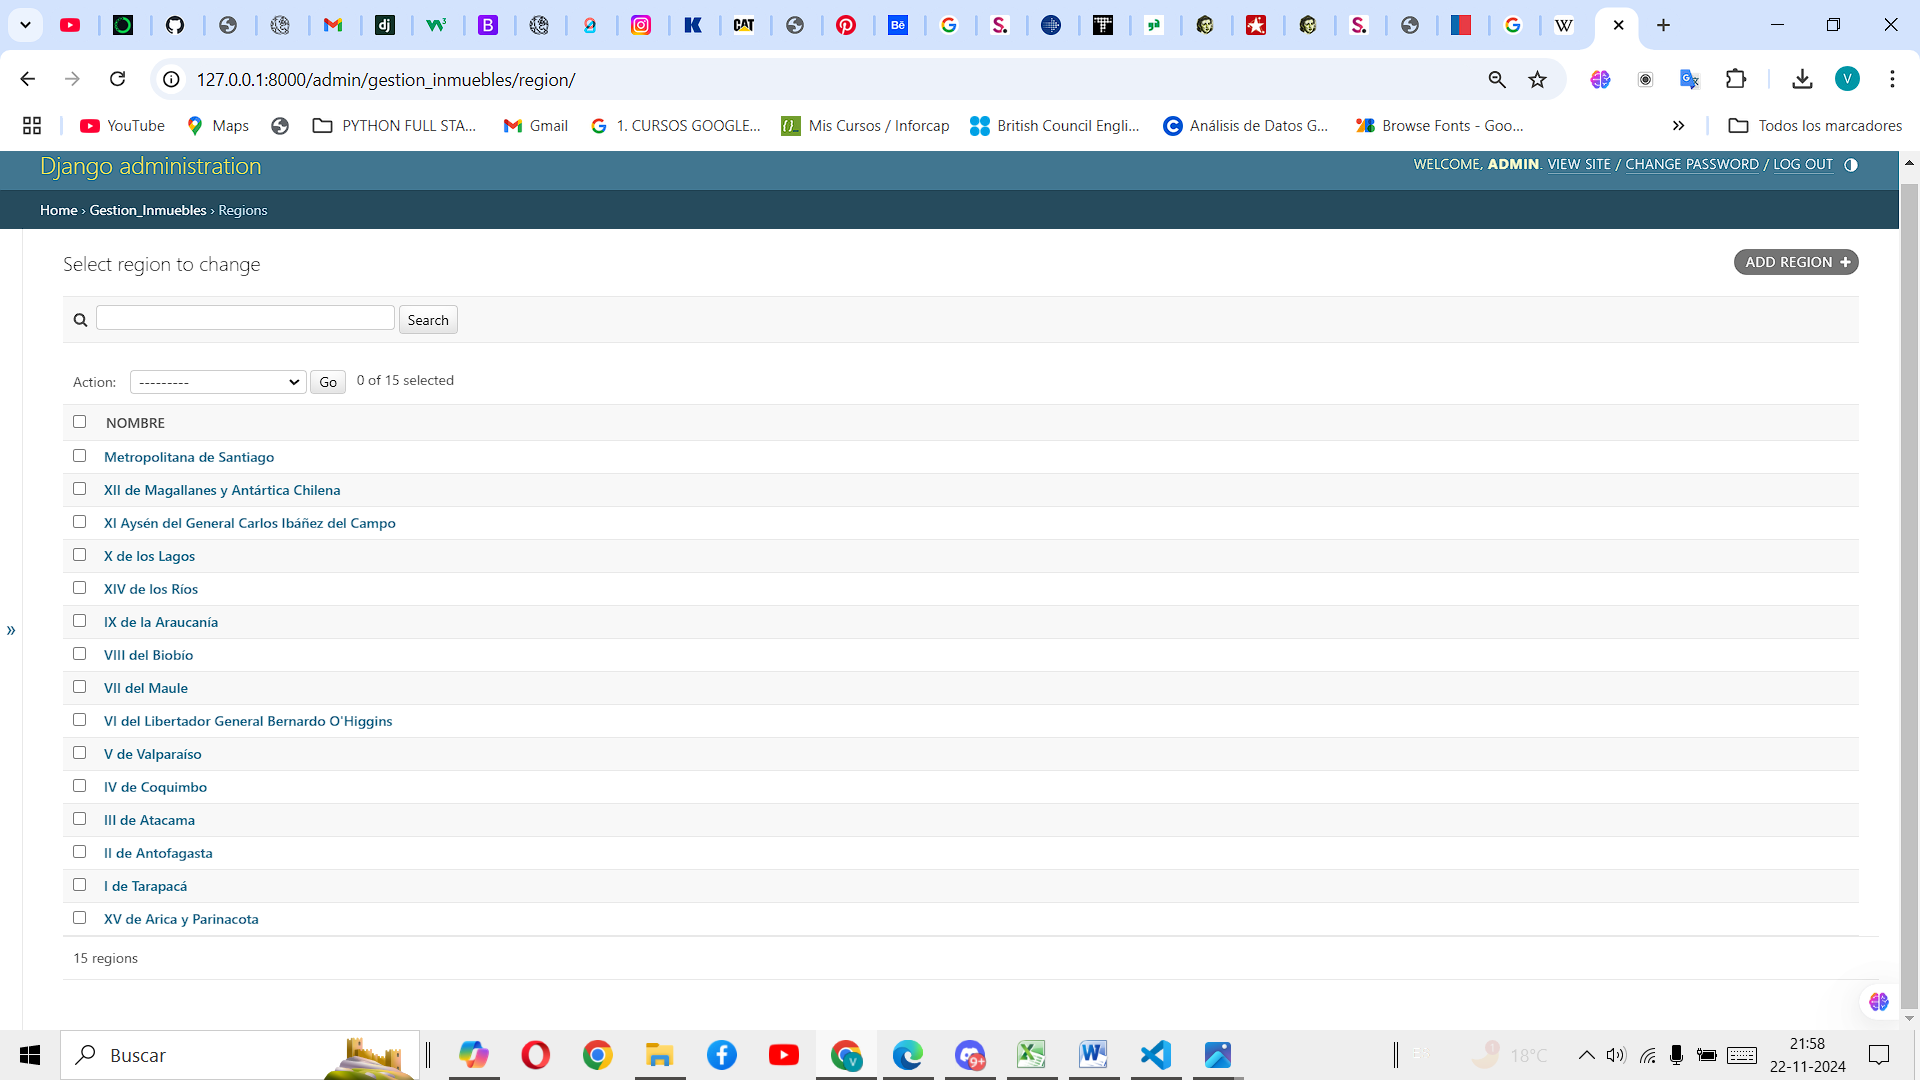 127.0.0.1:8000/admin/gestion_inmuebles/region/
V
YouTube
Maps
PYTHON FULL STA...
Gmail
1. CURSOS GOOGLE...
Mis Cursos / Inforcap
British Council Engli...
Análisis de Datos G...
Browse Fonts - Goo...
Todos los marcadores
Django administration
WELCOME, ADMIN. VIEW SITE / CHANGE PASSWORD / LOG OUT
Home › Gestion_Inmuebles › Regions
Select region to change
ADD REGION +
Search
Action: --------- Go 0 of 15 selected
NOMBRE
Metropolitana de Santiago
XII de Magallanes y Antártica Chilena
XI Aysén del General Carlos Ibáñez del Campo
X de los Lagos
XIV de los Ríos
IX de la Araucanía
VIII del Biobío
VII del Maule
VI del Libertador General Bernardo O'Higgins
V de Valparaíso
IV de Coquimbo
III de Atacama
II de Antofagasta
I de Tarapacá
XV de Arica y Parinacota
15 regions
Buscar
18°C
21:58
22-11-2024